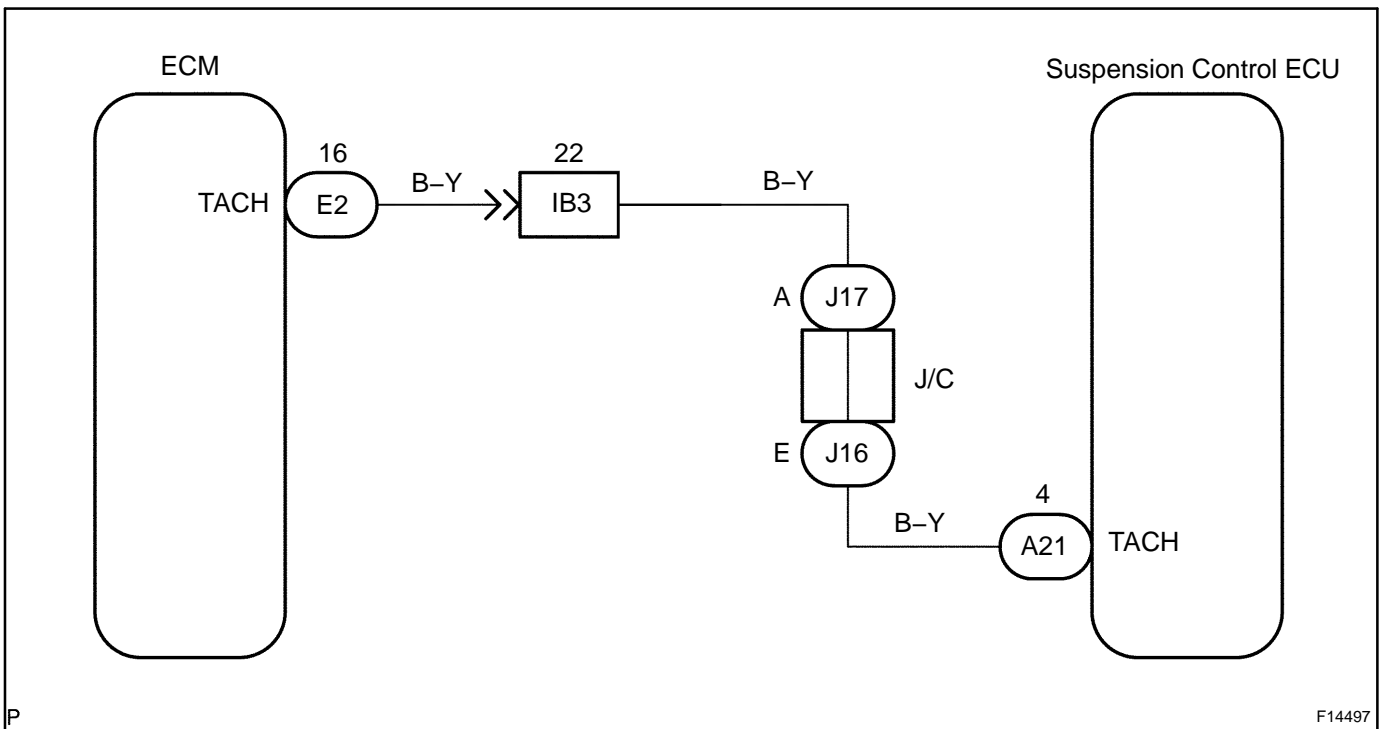 ECM
Suspension Control ECU
16
22
TACH
E2
B–Y
IB3
B–Y
A
J17
J/C
E
J16
4
B–Y
A21
TACH
P
F14497